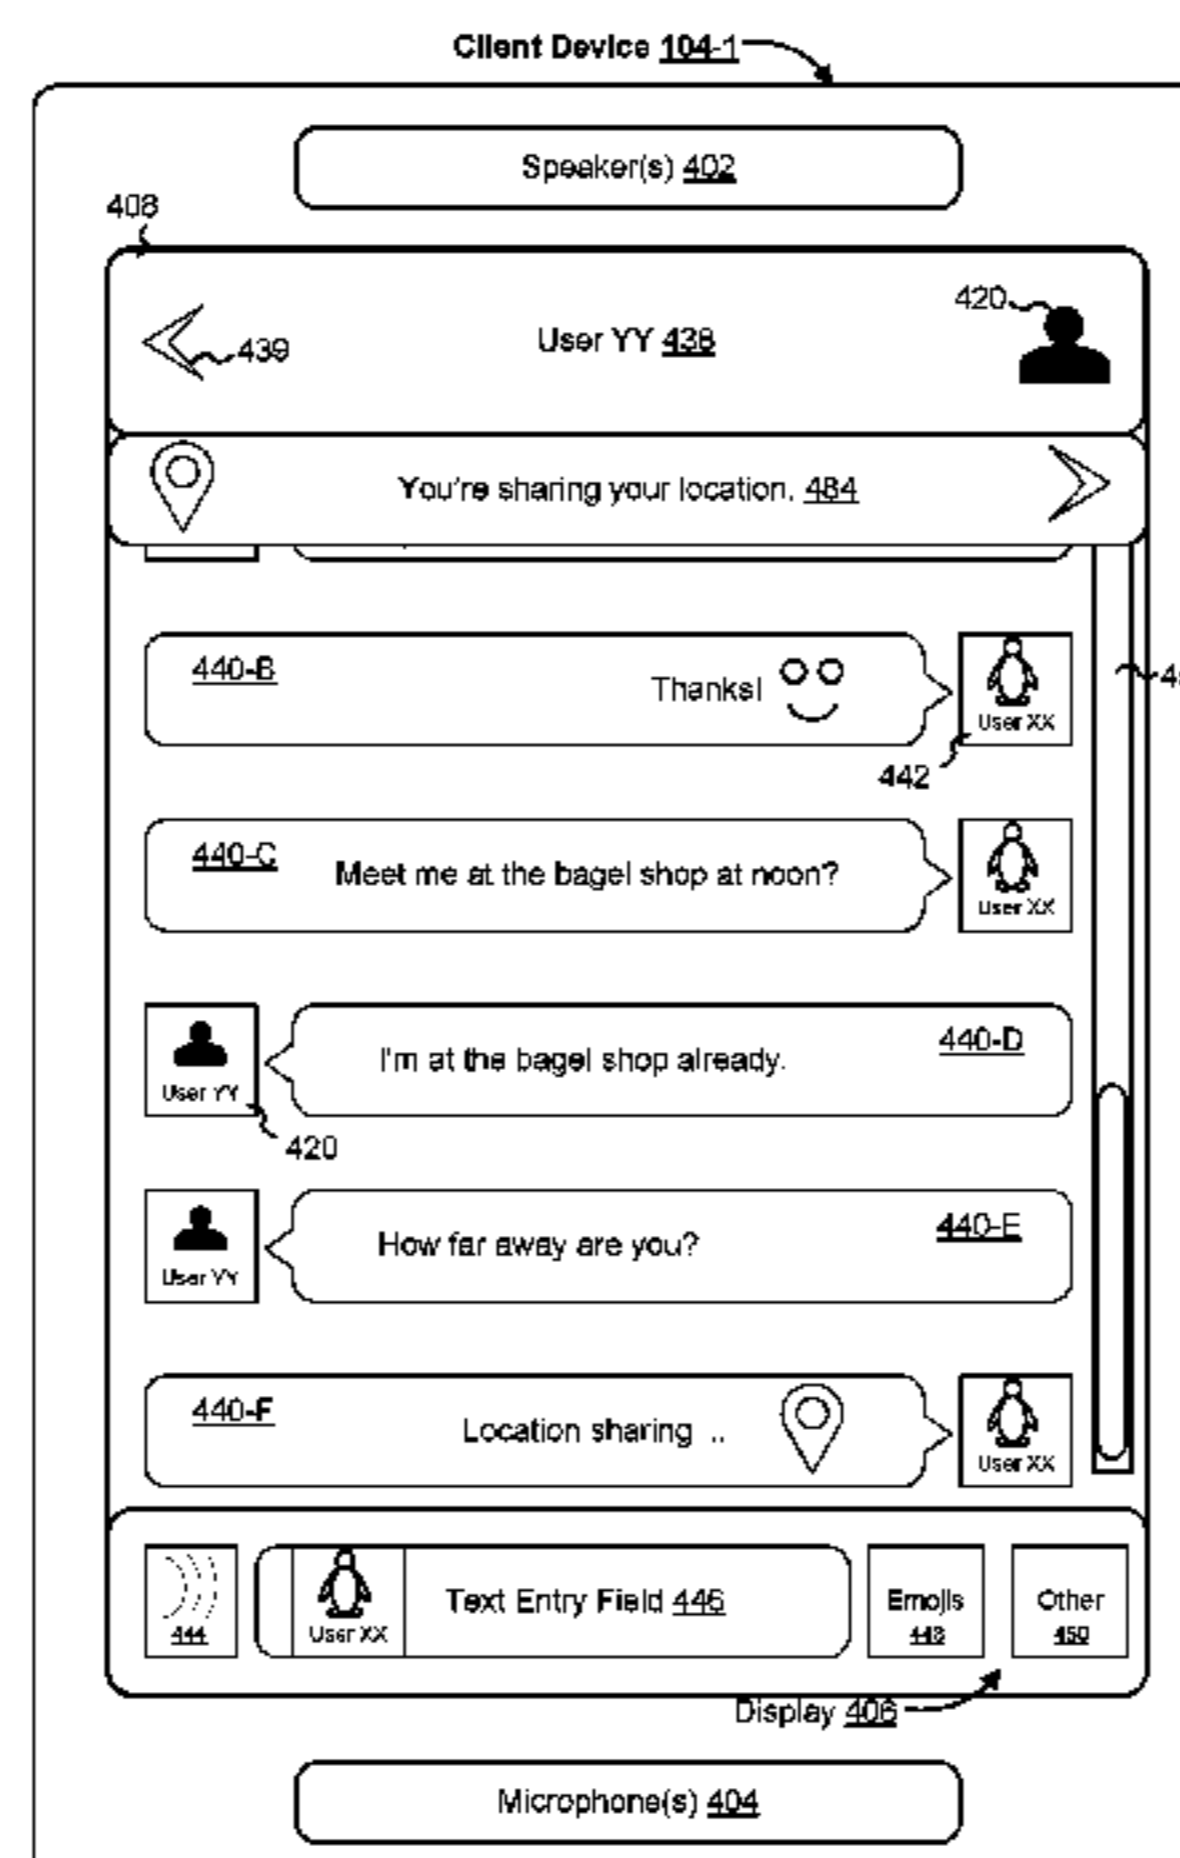 Client Device 104-1
Speaker(s) 402
408
439
User YY 438
420
You're sharing your location. 484
440-B
Thanks!
User XX
442
440-C
Meet me at the bagel shop at noon?
User XX
User YY
I'm at the bagel shop already.
440-D
420
User YY
How far away are you?
440-E
440-F
Location sharing ..
User XX
444
User XX
Text Entry Field 446
Emojis
448
Other
450
Display 406
Microphone(s) 404